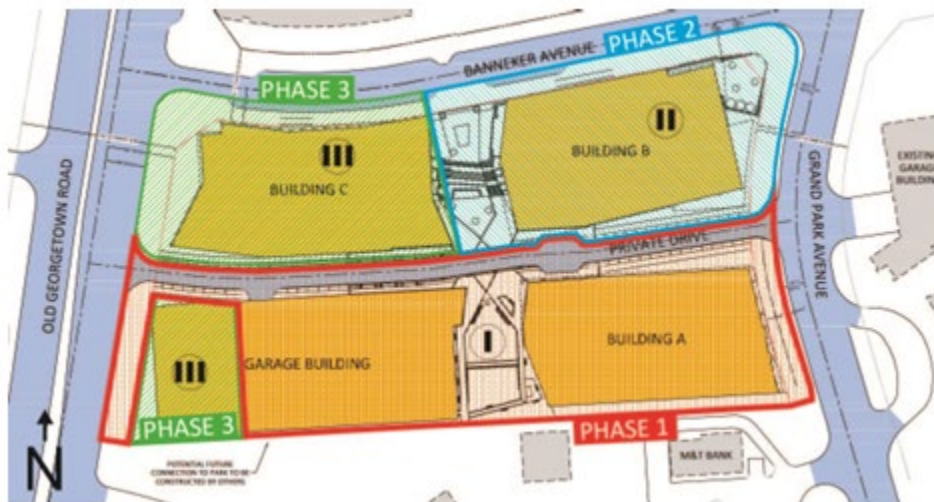 BANNEKER AVENUE
PHASE 2
PHASE 3
III
BUILDING C
II
BUILDING B
EXISTING
GARAGE
BUILDING
OLD GEORGETOWN ROAD
GRAND PARK AVENUE
PRIVATE DRIVE
III
GARAGE BUILDING
I
BUILDING A
PHASE 3
PHASE 1
N
POTENTIAL FUTURE
CONNECTION TO PARK TO BE
CONSTRUCTED BY OTHERS
M&T BANK